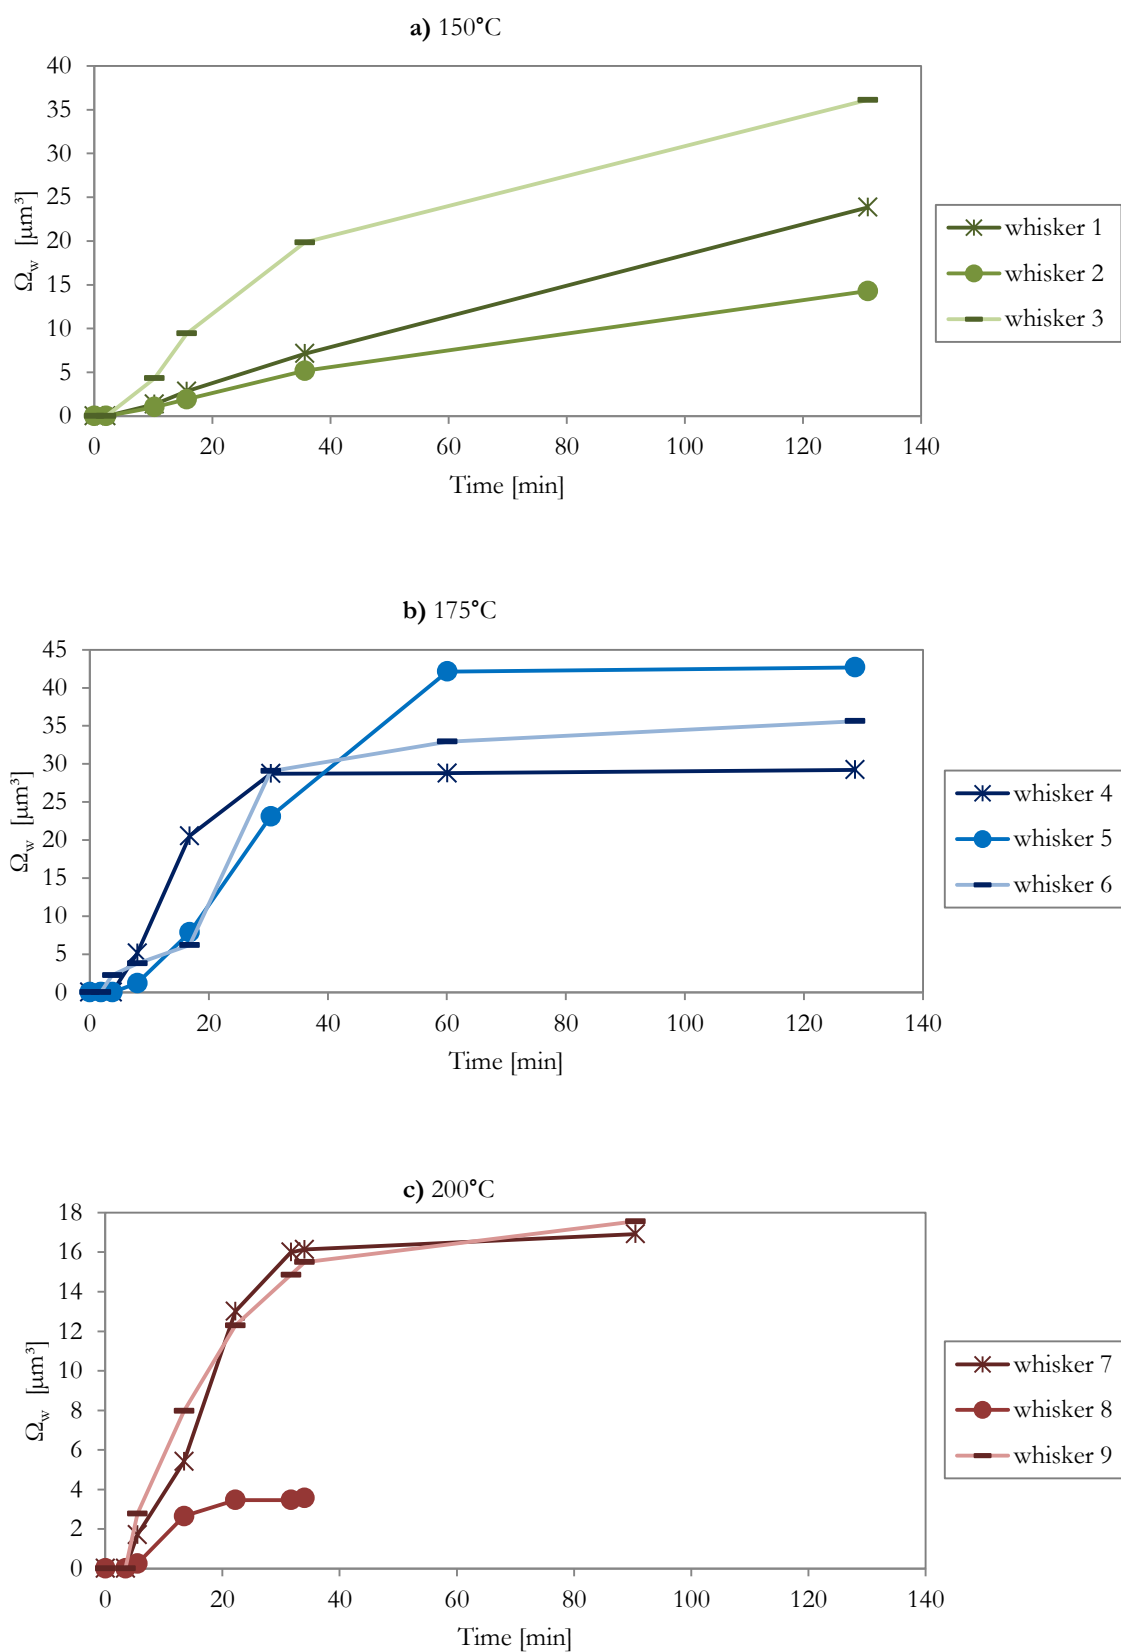 a) 150°C
40
35
30
25
20
15
10
5
0
Ω_w [μm³]
0 20 40 60 80 100 120 140
Time [min]
whisker 1
whisker 2
whisker 3
b) 175°C
45
40
35
30
25
20
15
10
5
0
Ω_w [μm³]
0 20 40 60 80 100 120 140
Time [min]
whisker 4
whisker 5
whisker 6
c) 200°C
18
16
14
12
10
8
6
4
2
0
Ω_w [μm³]
0 20 40 60 80 100 120 140
Time [min]
whisker 7
whisker 8
whisker 9